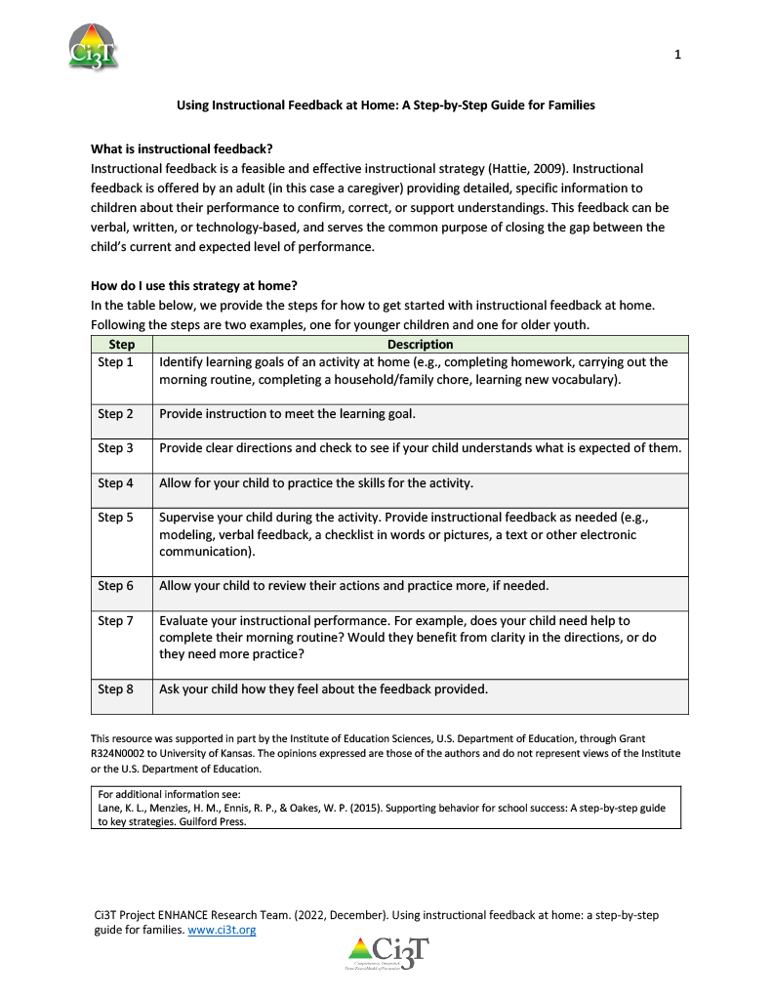 Ci3T
1
Using Instructional Feedback at Home: A Step-by-Step Guide for Families
What is instructional feedback?
Instructional feedback is a feasible and effective instructional strategy (Hattie, 2009). Instructional
feedback is offered by an adult (in this case a caregiver) providing detailed, specific information to
children about their performance to confirm, correct, or support understandings. This feedback can be
verbal, written, or technology-based, and serves the common purpose of closing the gap between the
child’s current and expected level of performance.
How do I use this strategy at home?
In the table below, we provide the steps for how to get started with instructional feedback at home.
Following the steps are two examples, one for younger children and one for older youth.
Step Description
Step 1 Identify learning goals of an activity at home (e.g., completing homework, carrying out the
morning routine, completing a household/family chore, learning new vocabulary).
Step 2 Provide instruction to meet the learning goal.
Step 3 Provide clear directions and check to see if your child understands what is expected of them.
Step 4 Allow for your child to practice the skills for the activity.
Step 5 Supervise your child during the activity. Provide instructional feedback as needed (e.g.,
modeling, verbal feedback, a checklist in words or pictures, a text or other electronic
communication).
Step 6 Allow your child to review their actions and practice more, if needed.
Step 7 Evaluate your instructional performance. For example, does your child need help to
complete their morning routine? Would they benefit from clarity in the directions, or do
they need more practice?
Step 8 Ask your child how they feel about the feedback provided.
This resource was supported in part by the Institute of Education Sciences, U.S. Department of Education, through Grant
R324N0002 to University of Kansas. The opinions expressed are those of the authors and do not represent views of the Institute
or the U.S. Department of Education.
For additional information see:
Lane, K. L., Menzies, H. M., Ennis, R. P., & Oakes, W. P. (2015). Supporting behavior for school success: A step-by-step guide
to key strategies. Guilford Press.
Ci3T Project ENHANCE Research Team. (2022, December). Using instructional feedback at home: a step-by-step
guide for families. www.ci3t.org
Ci3T